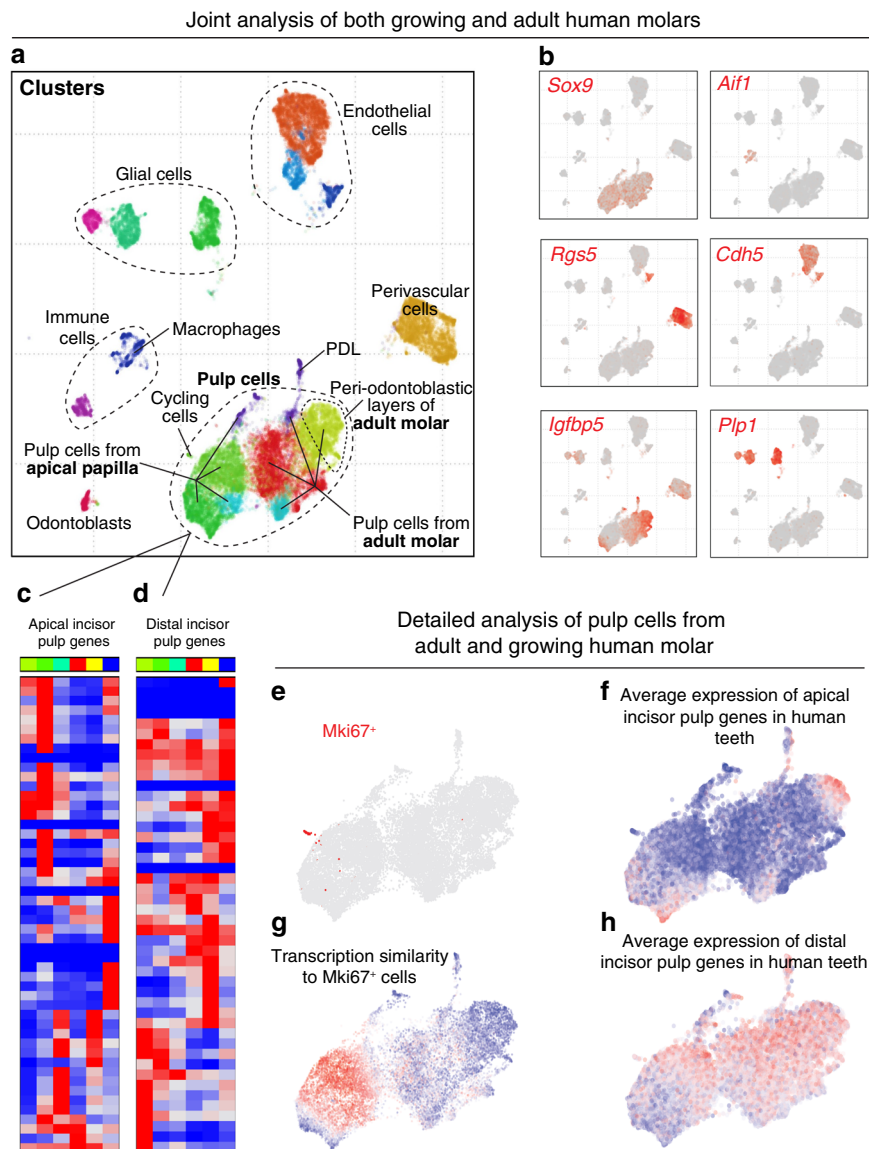 Joint analysis of both growing and adult human molars
a
Clusters
Endothelial
cells
Glial cells
Immune
cells
Macrophages
Perivascular
cells
PDL
Pulp cells
Cycling
cells
Peri-odontoblastic
layers of
adult molar
Pulp cells from
apical papilla
Odontoblasts
Pulp cells from
adult molar
b
Sox9
Aif1
Rgs5
Cdh5
Igfbp5
Plp1
c
Apical incisor
pulp genes
d
Distal incisor
pulp genes
Detailed analysis of pulp cells from
adult and growing human molar
e
Mki67+
f
Average expression of apical
incisor pulp genes in human
teeth
g
Transcription similarity
to Mki67+ cells
h
Average expression of distal
incisor pulp genes in human teeth